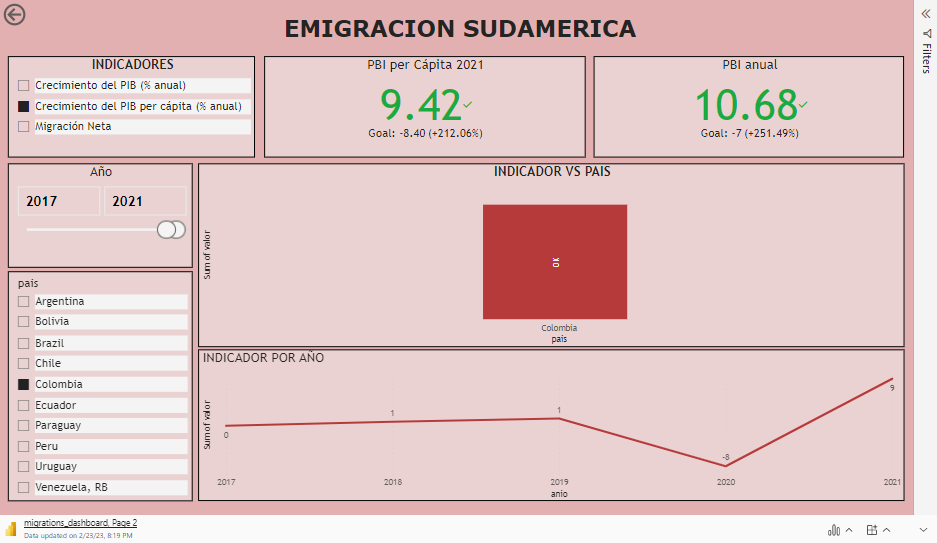 EMIGRACION SUDAMERICA
INDICADORES
Crecimiento del PIB (% anual)
Crecimiento del PIB per cápita (% anual)
Migración Neta
PBI per Cápita 2021
9.42
Goal: -8.40 (+212.06%)
PBI anual
10.68
Goal: -7 (+251.49%)
Filters
Año
2017 2021
pais
Argentina
Bolivia
Brazil
Chile
Colombia
Ecuador
Paraguay
Peru
Uruguay
Venezuela, RB
INDICADOR VS PAIS
Sum of valor
0K
Colombia
pais
INDICADOR POR AÑO
Sum of valor
0
1
1
-8
9
2017 2018 2019 2020 2021
anio
migrations_dashboard, Page 2
Data updated on 2/23/23, 8:19 PM